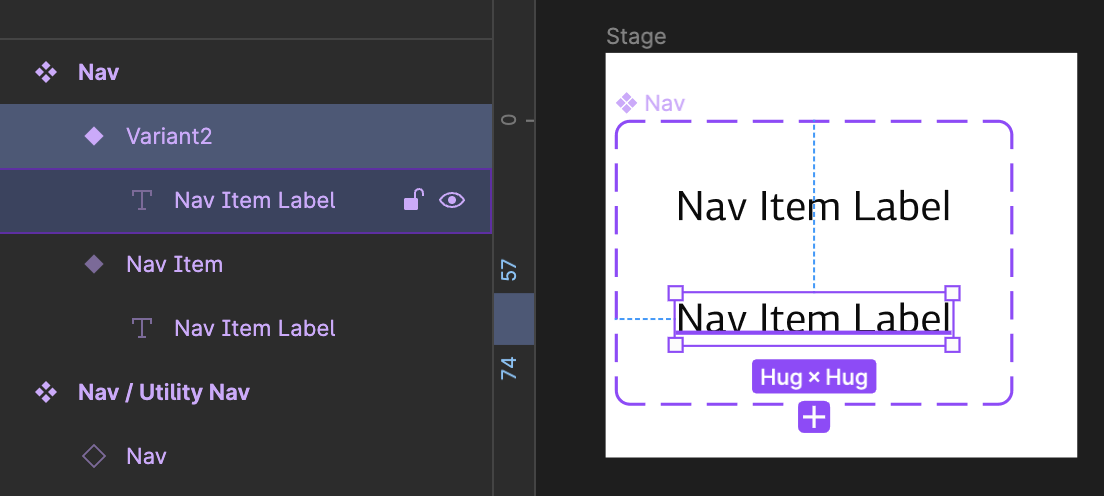 Nav
Variant2
Nav Item Label
Nav Item
Nav Item Label
Nav / Utility Nav
Nav
0
57
74
Stage
Nav
Nav Item Label
Nav Item Label
Hug × Hug